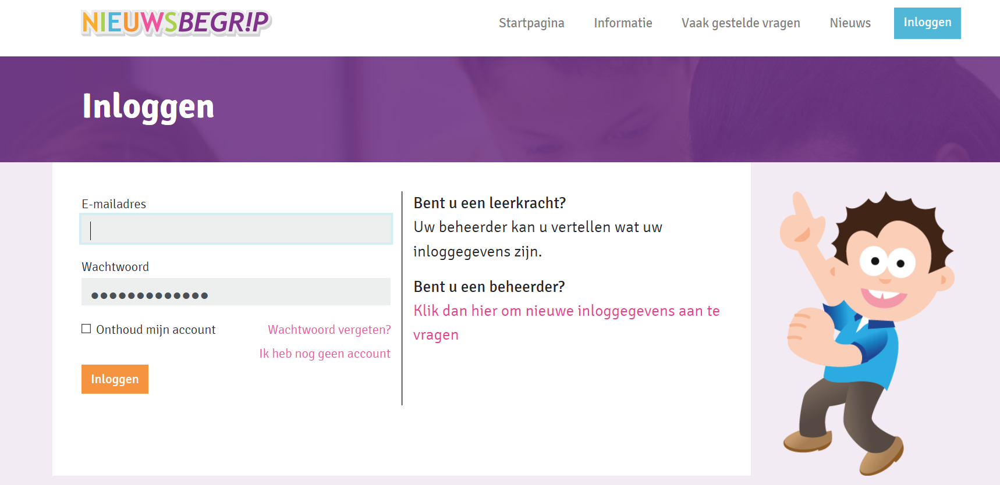 NIEUWSBEGR!P
Startpagina
Informatie
Vaak gestelde vragen
Nieuws
Inloggen
Inloggen
E-mailadres
Wachtwoord
•••••••••••••
Onthoud mijn account
Wachtwoord vergeten?
Ik heb nog geen account
Inloggen
Bent u een leerkracht?
Uw beheerder kan u vertellen wat uw
inloggegevens zijn.
Bent u een beheerder?
Klik dan hier om nieuwe inloggegevens aan te
vragen